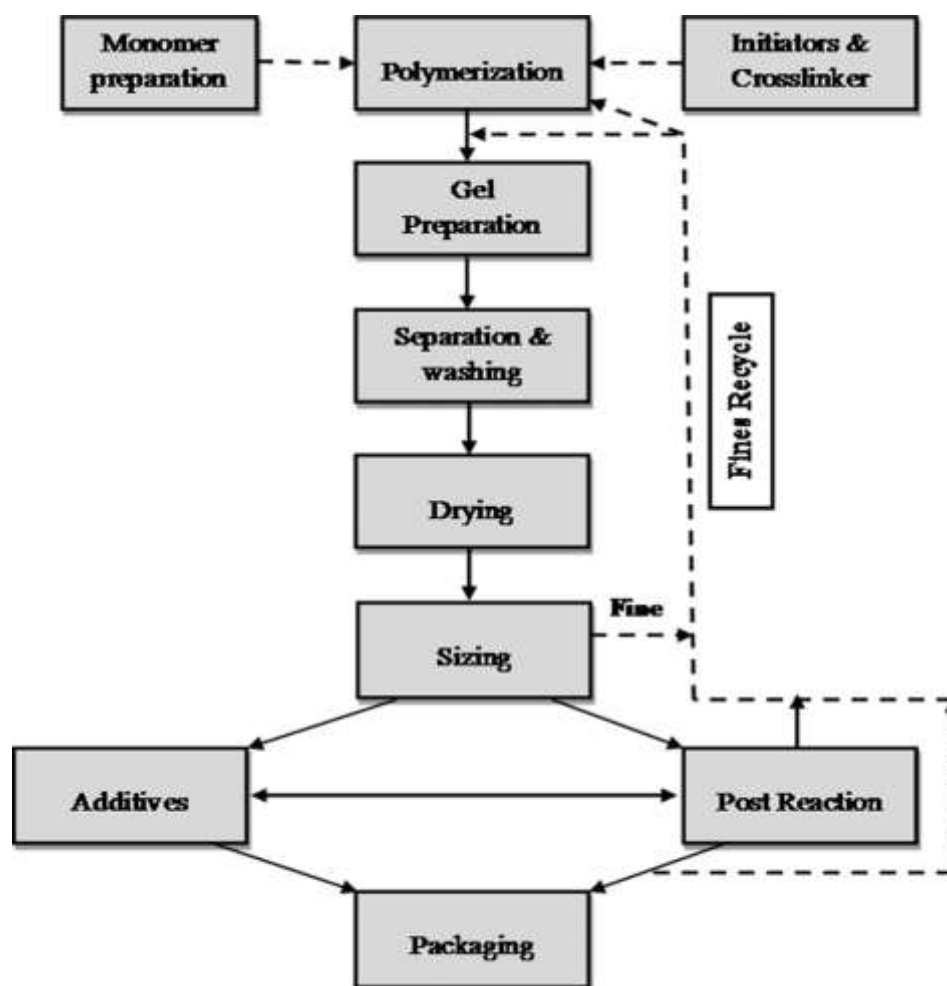 Monomer
preparation
Polymerization
Initiators &
Crosslinker
Gel
Preparation
Separation &
washing
Fines Recycle
Drying
Fine
Sizing
Additives
Post Reaction
Packaging